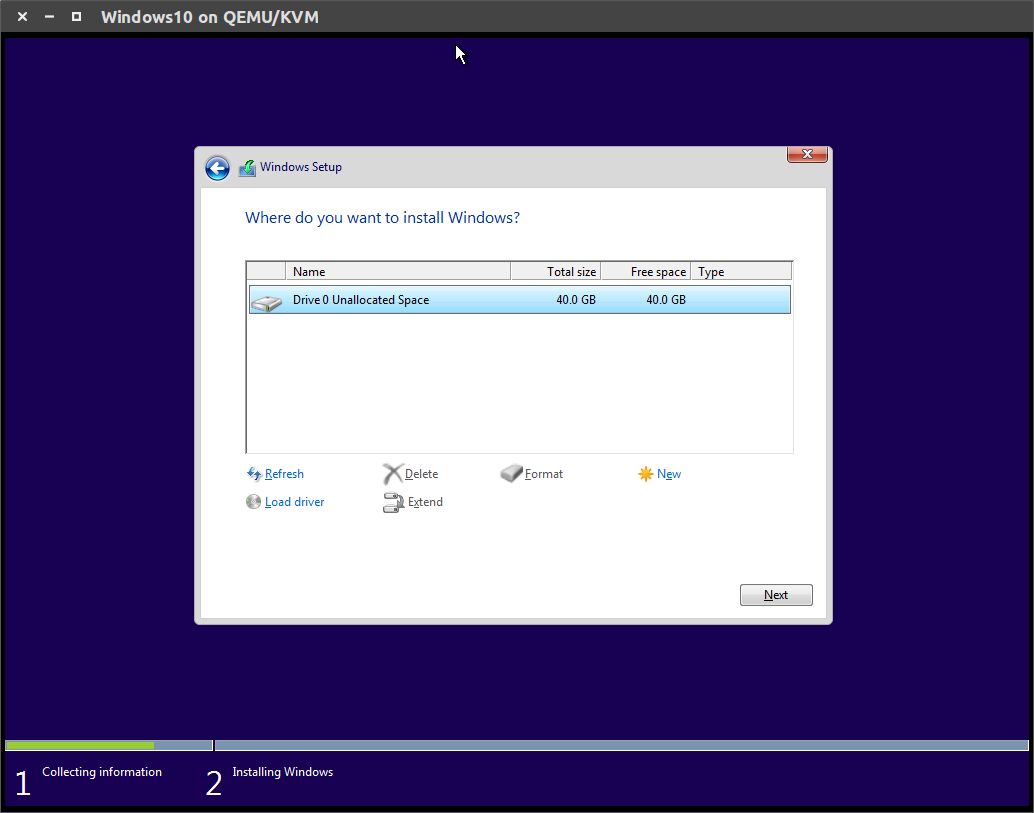 Windows10 on QEMU/KVM
Windows Setup
Where do you want to install Windows?
Name Total size Free space Type
Drive 0 Unallocated Space 40.0 GB 40.0 GB
Refresh Delete Format New
Load driver Extend
Next
1 Collecting information 2 Installing Windows